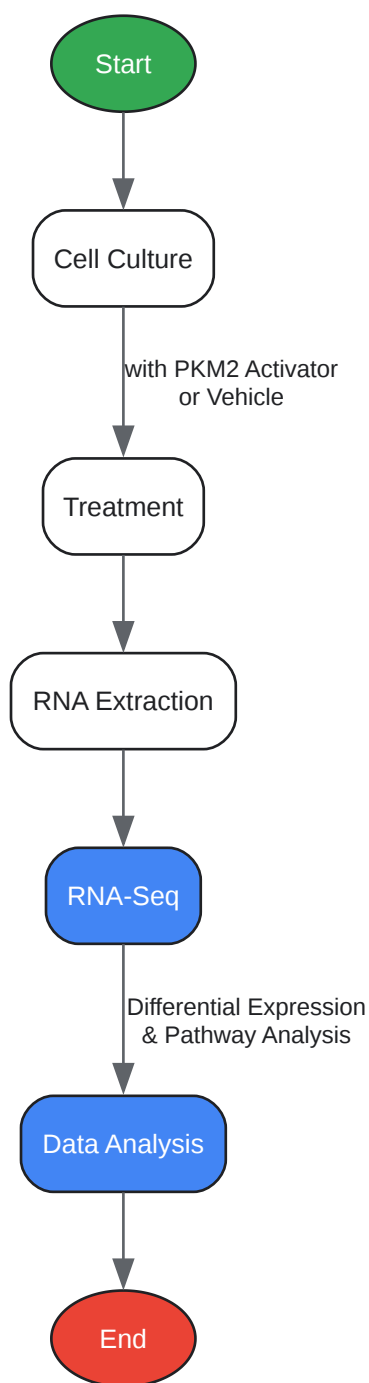 Start
Cell Culture
with PKM2 Activator
or Vehicle
Treatment
RNA Extraction
RNA-Seq
Differential Expression
& Pathway Analysis
Data Analysis
End